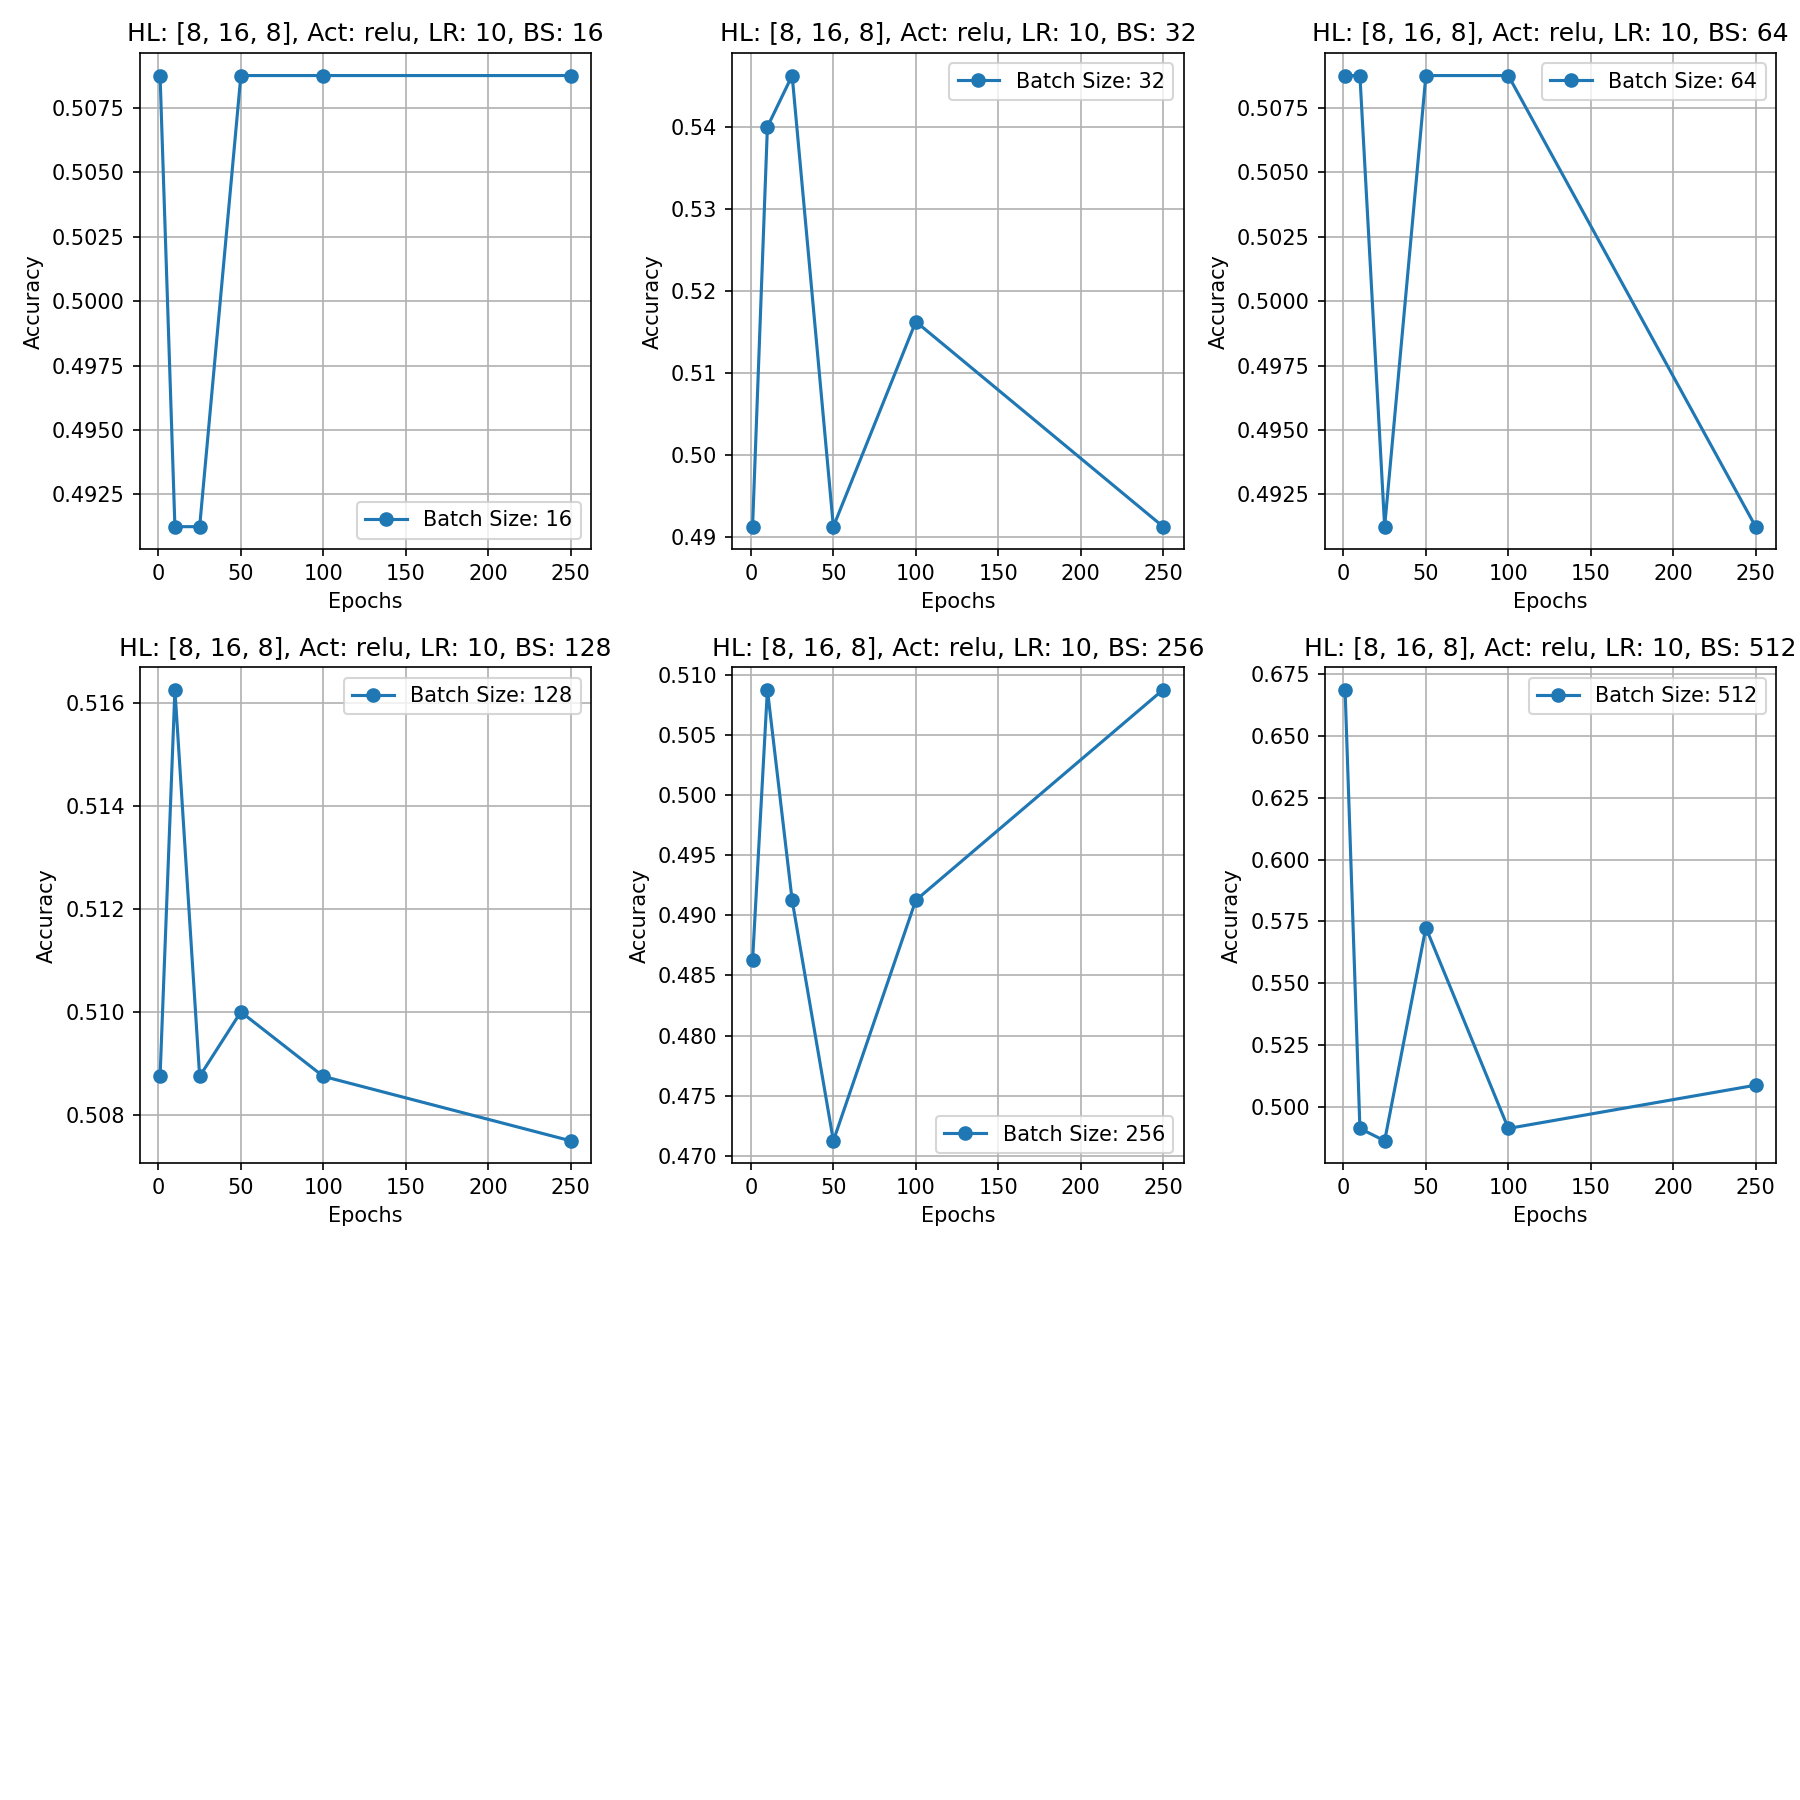 HL: [8, 16, 8], Act: relu, LR: 10, BS: 16
0.5075
0.5050
0.5025
0.5000
0.4975
0.4950
0.4925
Accuracy
Batch Size: 16
0 50 100 150 200 250
Epochs
HL: [8, 16, 8], Act: relu, LR: 10, BS: 32
Batch Size: 32
0.54
0.53
0.52
0.51
0.50
0.49
Accuracy
0 50 100 150 200 250
Epochs
HL: [8, 16, 8], Act: relu, LR: 10, BS: 64
Batch Size: 64
0.5075
0.5050
0.5025
0.5000
0.4975
0.4950
0.4925
Accuracy
0 50 100 150 200 250
Epochs
HL: [8, 16, 8], Act: relu, LR: 10, BS: 128
Batch Size: 128
0.516
0.514
0.512
0.510
0.508
Accuracy
0 50 100 150 200 250
Epochs
HL: [8, 16, 8], Act: relu, LR: 10, BS: 256
0.510
0.505
0.500
0.495
0.490
0.485
0.480
0.475
0.470
Accuracy
Batch Size: 256
0 50 100 150 200 250
Epochs
HL: [8, 16, 8], Act: relu, LR: 10, BS: 512
Batch Size: 512
0.675
0.650
0.625
0.600
0.575
0.550
0.525
0.500
Accuracy
0 50 100 150 200 250
Epochs